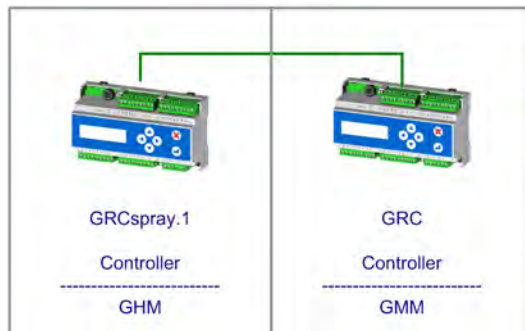 GRCspray.1
GRC
Controller
Controller
GHM
GMM